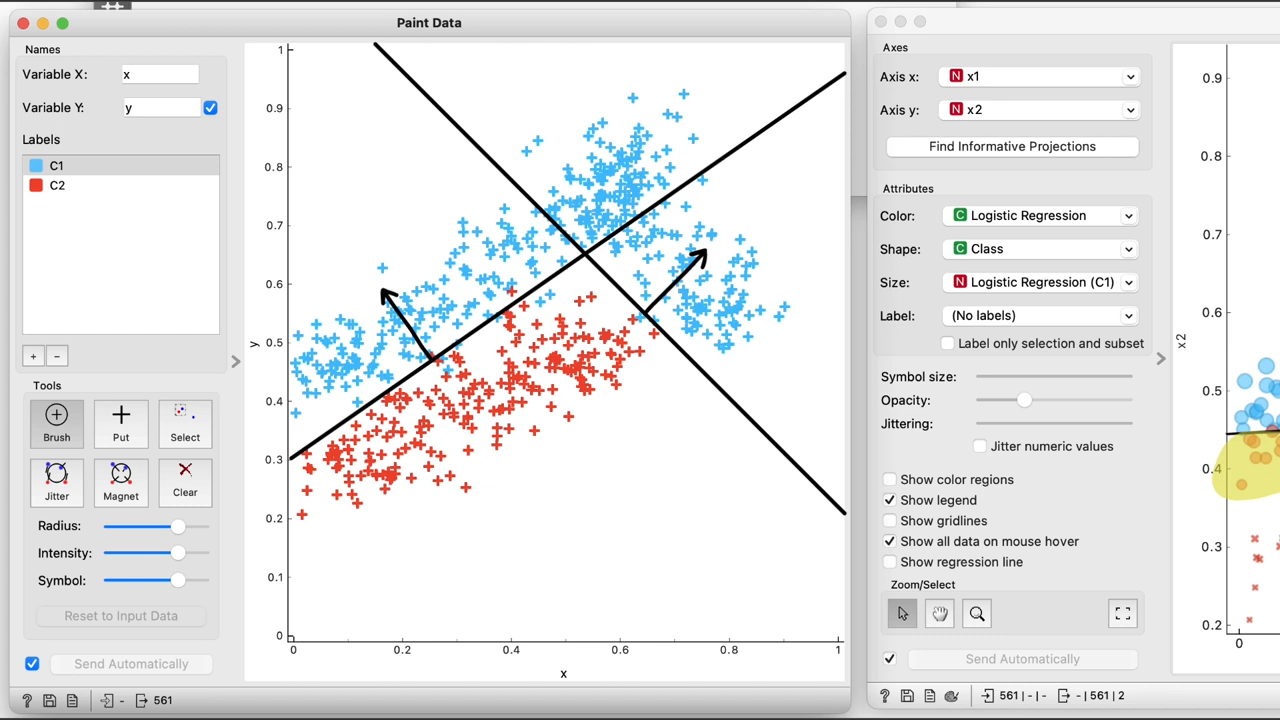 Paint Data
Names
Variable X: x
Variable Y: y
Labels
C1
C2
+ −
Tools
Brush Put Select
Jitter Magnet Clear
Radius:
Intensity:
Symbol:
Reset to Input Data
Send Automatically
? - 561
1
0.9
0.8
0.7
0.6
0.5
0.4
0.3
0.2
0.1
0
y
0 0.2 0.4 0.6 0.8 1
x
Axes
Axis x: N x1
Axis y: N x2
Find Informative Projections
Attributes
Color: C Logistic Regression
Shape: C Class
Size: N Logistic Regression (C1)
Label: (No labels)
Label only selection and subset
Symbol size:
Opacity:
Jittering:
Jitter numeric values
Show color regions
Show legend
Show gridlines
Show all data on mouse hover
Show regression line
Zoom/Select
Send Automatically
? 561 | - | - - | 561 | 2
0.9
0.8
0.7
0.6
0.5
0.4
0.3
0.2
x2
0